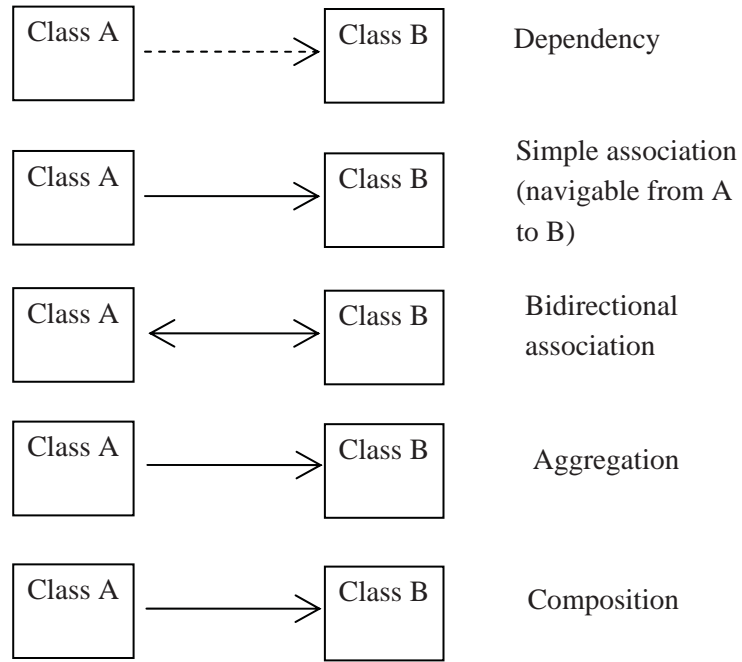 Class A
Class B
Dependency
Class A
Class B
Simple association
(navigable from A
to B)
Class A
Class B
Bidirectional
association
Class A
Class B
Aggregation
Class A
Class B
Composition